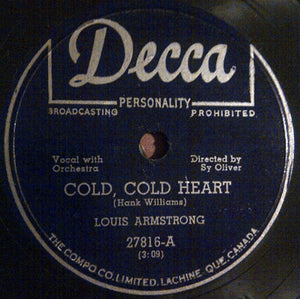 Decca
PERSONALITY
BROADCASTING PROHIBITED
Vocal with Orchestra
Directed by Sy Oliver
COLD, COLD HEART
(Hank Williams)
LOUIS ARMSTRONG
27816-A
(3:09)
THE COMPO CO. LIMITED. LACHINE, QUE. CANADA